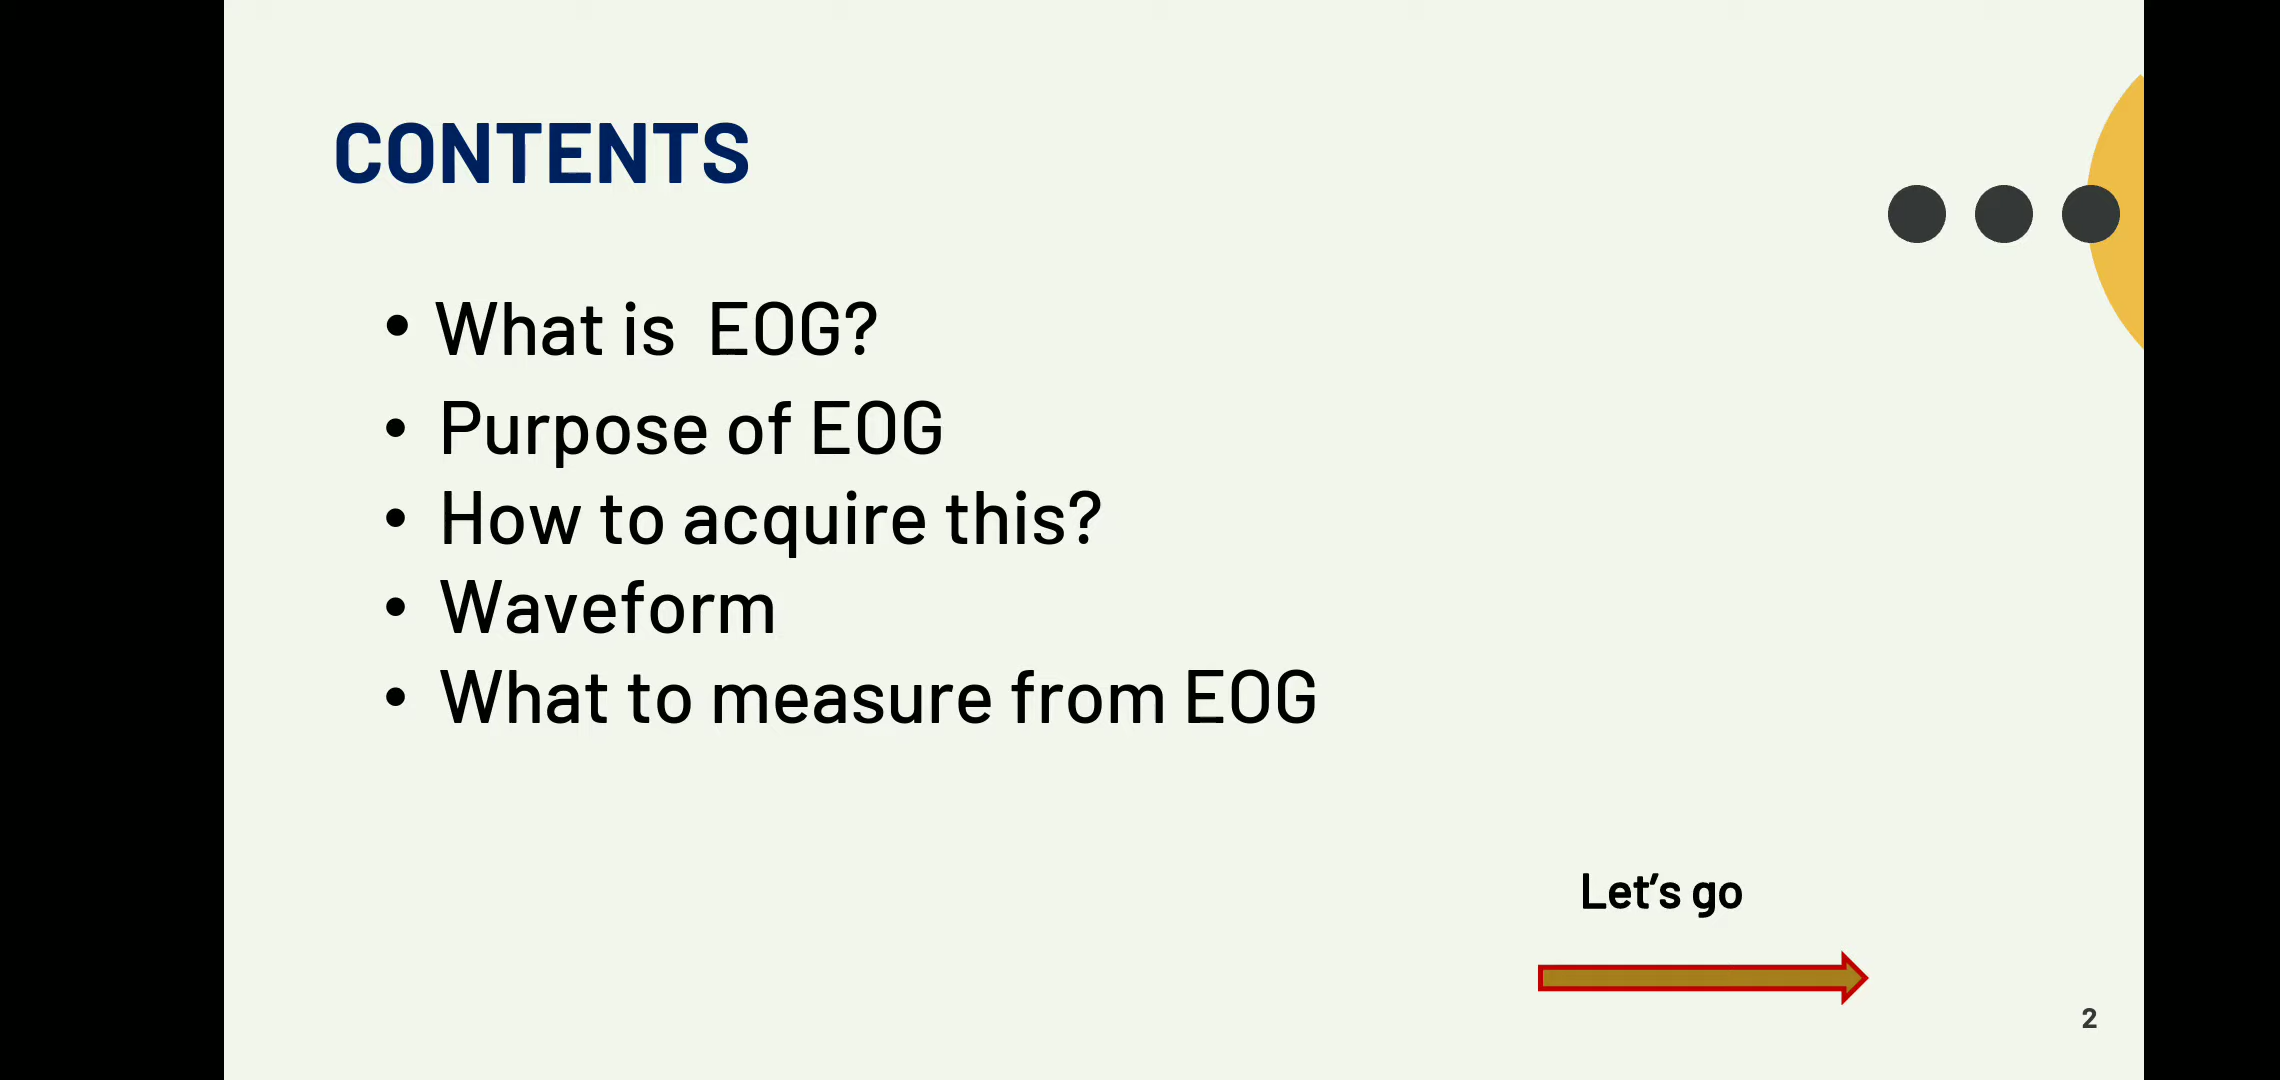 CONTENTS
• What is  EOG?
• Purpose of EOG
• How to acquire this?
• Waveform
• What to measure from EOG
Let's go
2